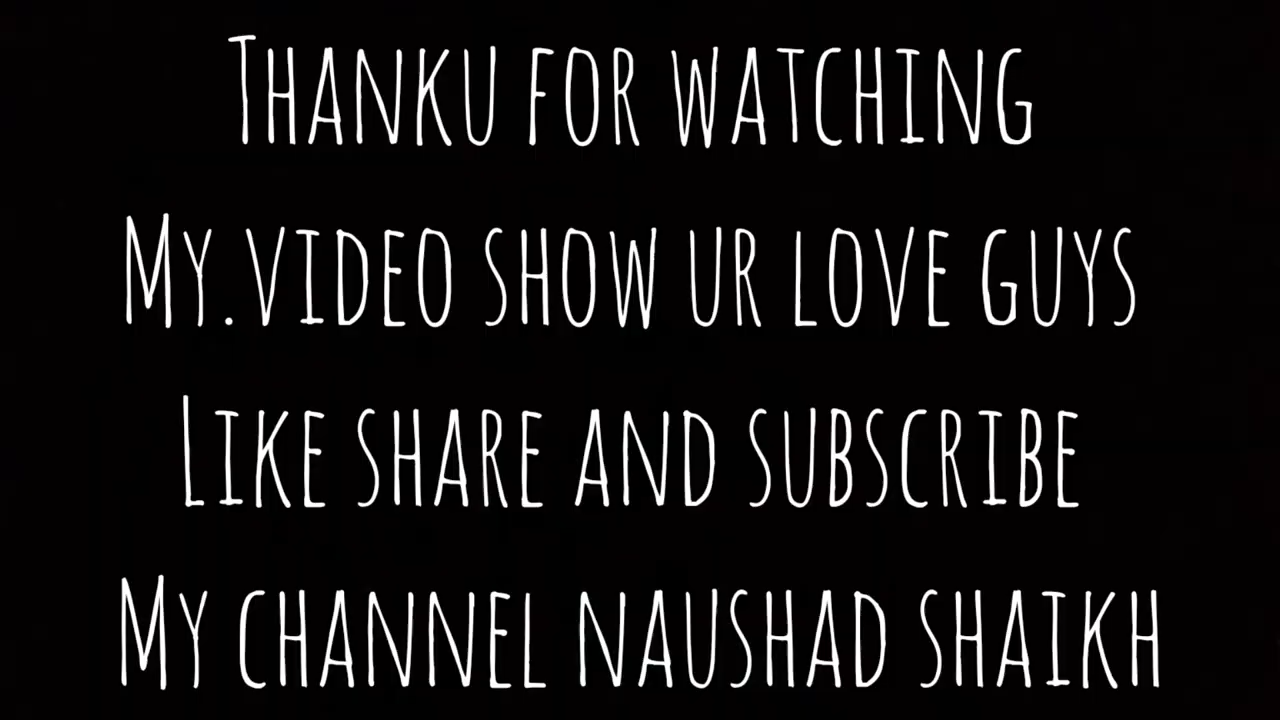 Thanku for watching
My.video show ur love guys
Like share and subscribe
My channel naushad shaikh